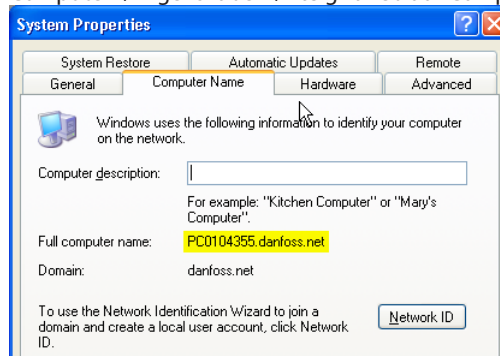 System Properties
System Restore Automatic Updates Remote
General Computer Name Hardware Advanced
Windows uses the following information to identify your computer
on the network.
Computer description:
For example: "Kitchen Computer" or "Mary's
Computer".
Full computer name: PC0104355.danfoss.net
Domain: danfoss.net
To use the Network Identification Wizard to join a
domain and create a local user account, click Network
ID.
Network ID